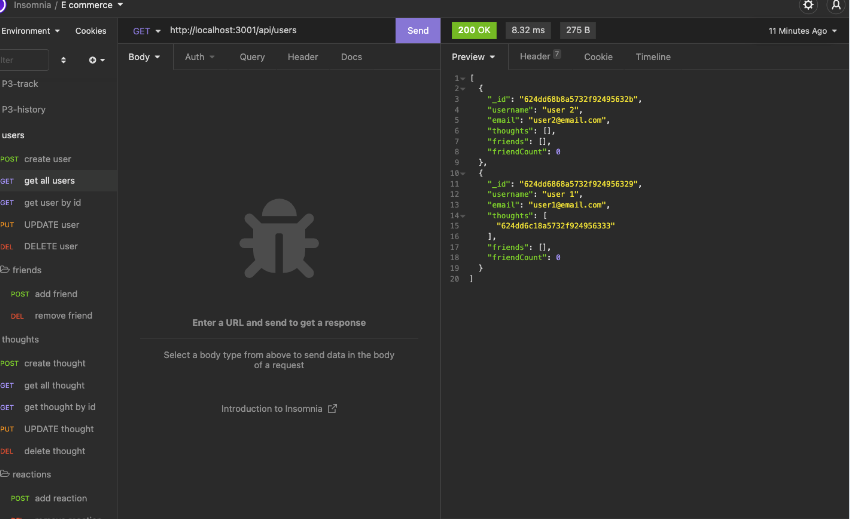 Insomnia / E commerce
Environment Cookies
GET http://localhost:3001/api/users Send
200 OK 8.32 ms 275 B 11 Minutes Ago
Body Auth Query Header Docs
Preview Header 7 Cookie Timeline
P3-track
P3-history
users
POST create user
GET get all users
GET get user by id
PUT UPDATE user
DEL DELETE user
friends
POST add friend
DEL remove friend
thoughts
POST create thought
GET get all thought
GET get thought by id
PUT UPDATE thought
DEL delete thought
reactions
POST add reaction
Enter a URL and send to get a response
Select a body type from above to send data in the body
of a request
Introduction to Insomnia
1 [
2 {
3 "_id": "624dd68b8a5732f92495632b",
4 "username": "user 2",
5 "email": "user2@email.com",
6 "thoughts": [],
7 "friends": [],
8 "friendCount": 0
9 },
10 {
11 "_id": "624dd6868a5732f924956329",
12 "username": "user 1",
13 "email": "user1@email.com",
14 "thoughts": [
15 "624dd6c18a5732f924956333"
16 ],
17 "friends": [],
18 "friendCount": 0
19 }
20 ]